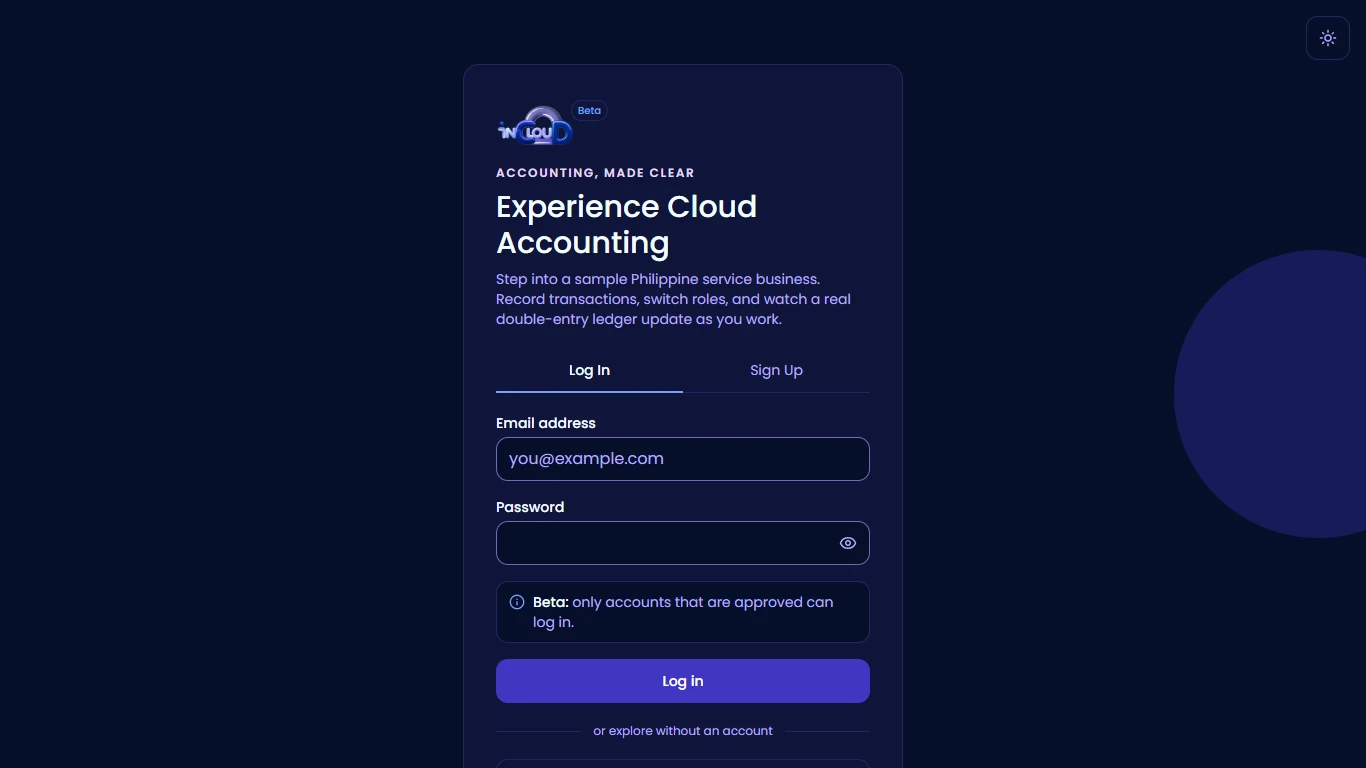 inCLOUD
Beta
ACCOUNTING, MADE CLEAR
Experience Cloud
Accounting
Step into a sample Philippine service business.
Record transactions, switch roles, and watch a real
double-entry ledger update as you work.
Log In
Sign Up
Email address
you@example.com
Password
Beta: only accounts that are approved can
log in.
Log in
or explore without an account